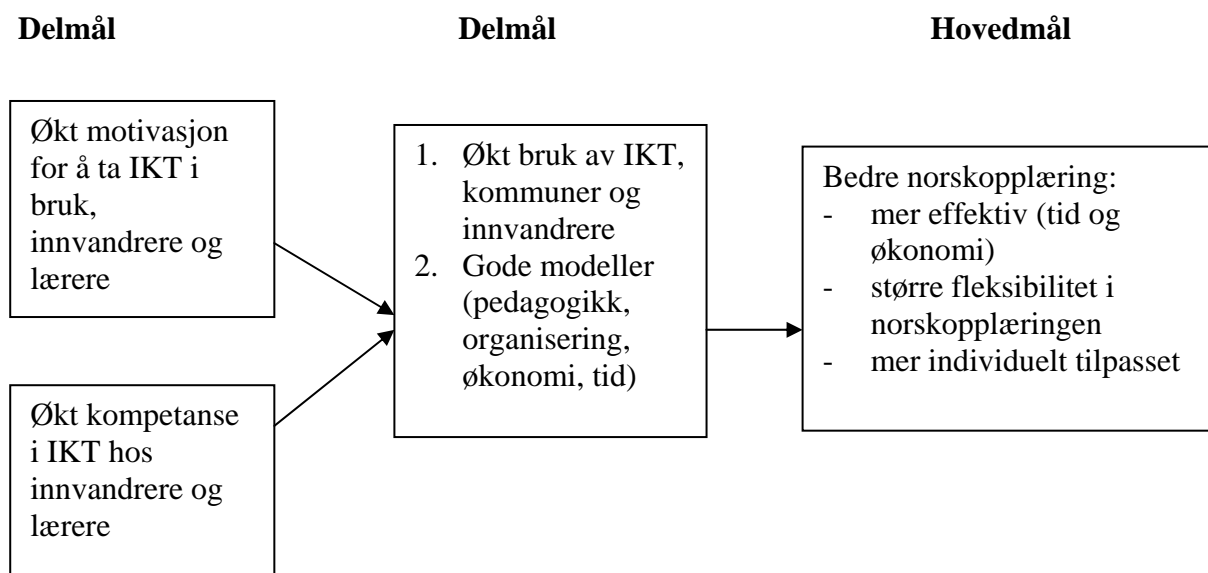 Delmål
Delmål
Hovedmål
Økt motivasjon
for å ta IKT i
bruk,
innvandrere og
lærere
Økt kompetanse
i IKT hos
innvandrere og
lærere
1. Økt bruk av IKT,
kommuner og
innvandrere
2. Gode modeller
(pedagogikk,
organisering,
økonomi, tid)
Bedre norskopplæring:
- mer effektiv (tid og
økonomi)
- større fleksibilitet i
norskopplæringen
- mer individuelt tilpasset